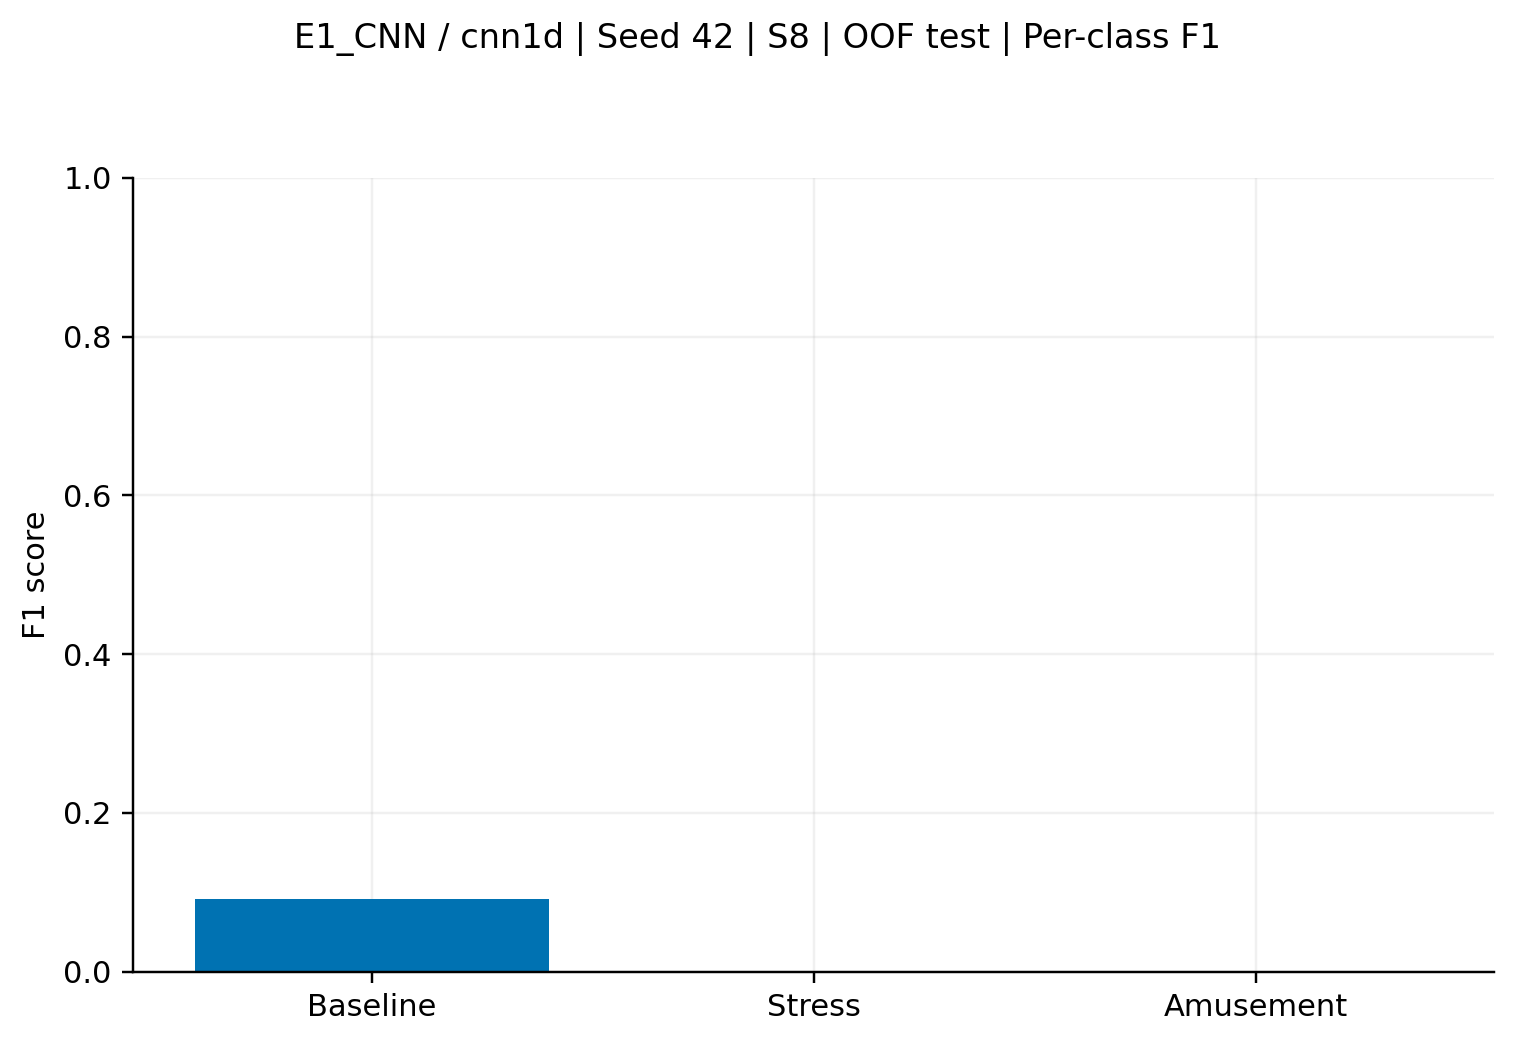 E1_CNN / cnn1d | Seed 42 | S8 | OOF test | Per-class F1
1.0
0.8
0.6
0.4
0.2
0.0
F1 score
Baseline
Stress
Amusement